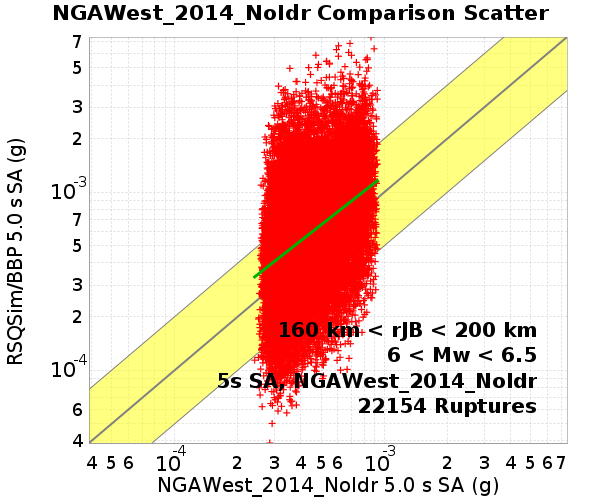 NGAWest_2014_NoIdr Comparison Scatter
RSQSim/BBP 5.0 s SA (g)
7
5
3
2
10-3
7
5
3
2
10-4
6
4
160 km < rJB < 200 km
6 < Mw < 6.5
5s SA, NGAWest_2014_NoIdr
22154 Ruptures
4 5 6 10-4 2 3 4 5 6 10-3 2 3 4 5 6 7
NGAWest_2014_NoIdr 5.0 s SA (g)